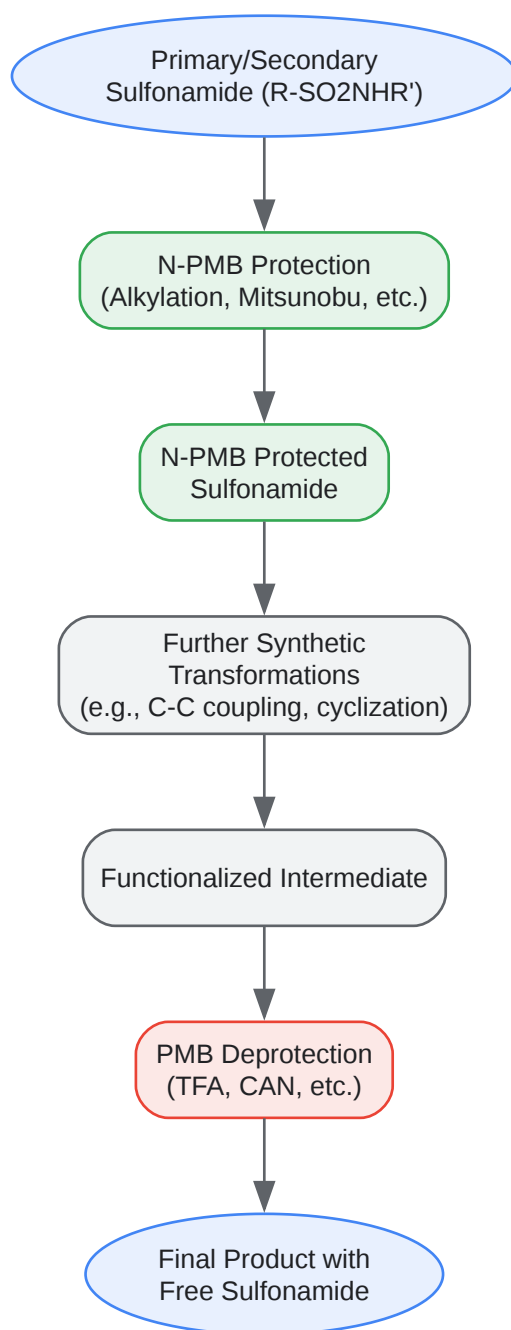 Primary/Secondary
Sulfonamide (R-SO2NHR')
N-PMB Protection
(Alkylation, Mitsunobu, etc.)
N-PMB Protected
Sulfonamide
Further Synthetic
Transformations
(e.g., C-C coupling, cyclization)
Functionalized Intermediate
PMB Deprotection
(TFA, CAN, etc.)
Final Product with
Free Sulfonamide